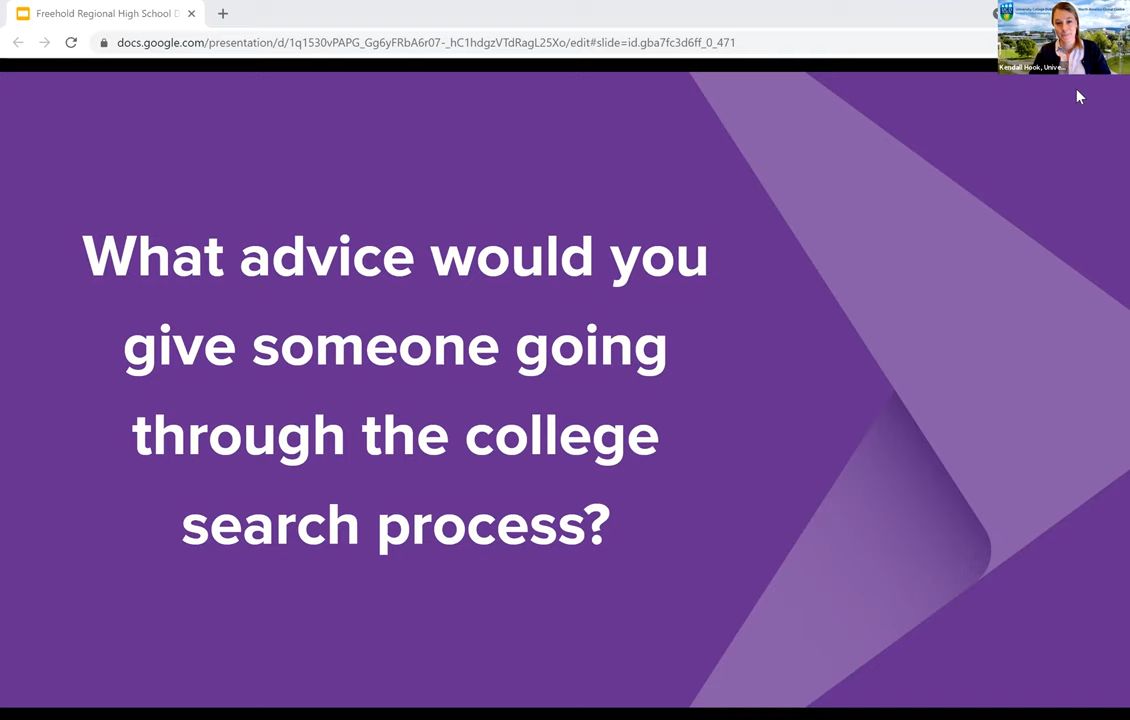 Freehold Regional High School D
docs.google.com/presentation/d/1q1530vPAPG_Gg6yFRbA6r07-_hC1hdgzVTdRagL25Xo/edit#slide=id.gba7fc3d6ff_0_471
Kendall Hook, Unive...
What advice would you
give someone going
through the college
search process?